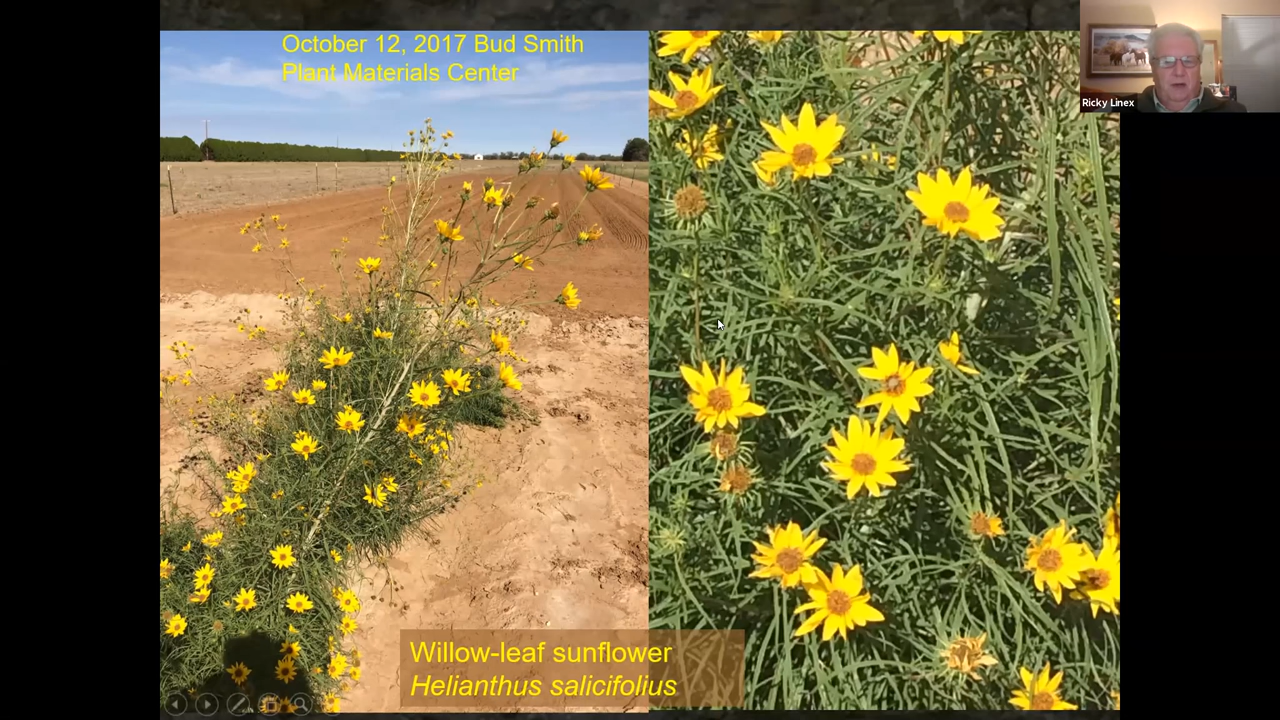 October 12, 2017 Bud Smith
Plant Materials Center
Ricky Linex
Willow-leaf sunflower
Helianthus salicifolius